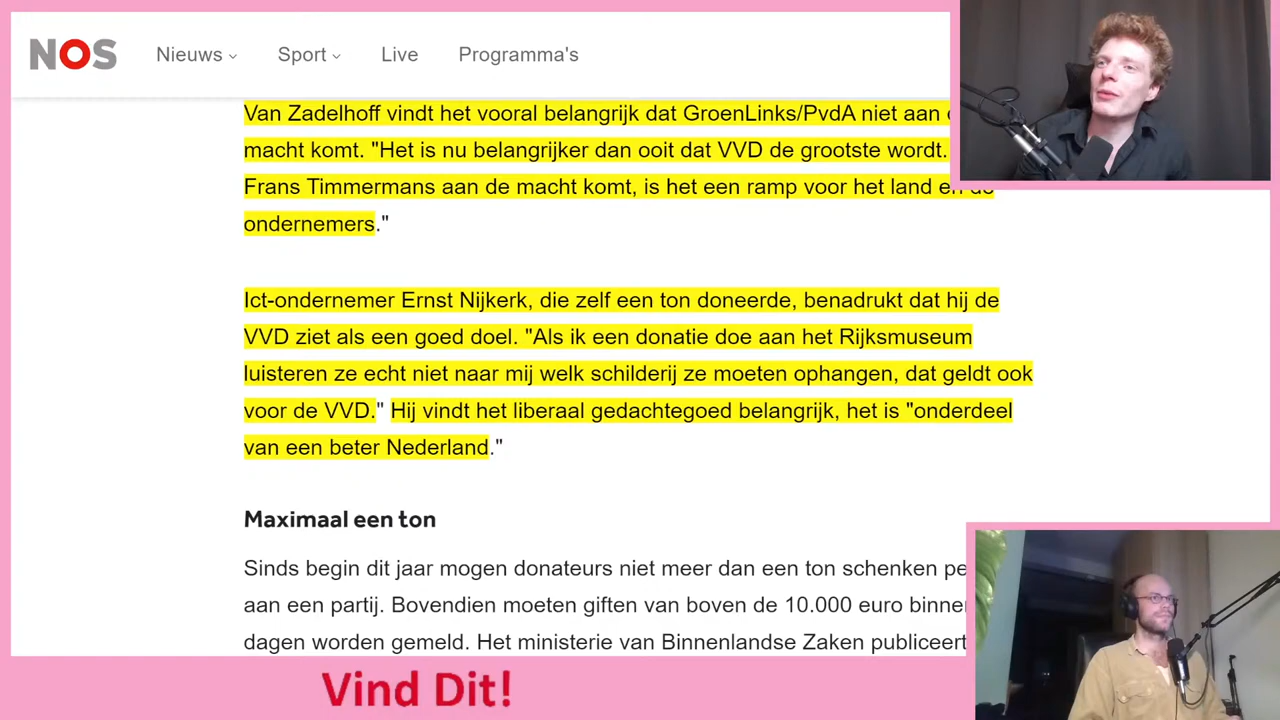 NOS Nieuws Sport Live Programma's
Van Zadelhoff vindt het vooral belangrijk dat GroenLinks/PvdA niet aan
macht komt. "Het is nu belangrijker dan ooit dat VVD de grootste wordt.
Frans Timmermans aan de macht komt, is het een ramp voor het land en de
ondernemers."
Ict-ondernemer Ernst Nijkerk, die zelf een ton doneerde, benadrukt dat hij de
VVD ziet als een goed doel. "Als ik een donatie doe aan het Rijksmuseum
luisteren ze echt niet naar mij welk schilderij ze moeten ophangen, dat geldt ook
voor de VVD." Hij vindt het liberaal gedachtegoed belangrijk, het is "onderdeel
van een beter Nederland."
Maximaal een ton
Sinds begin dit jaar mogen donateurs niet meer dan een ton schenken
aan een partij. Bovendien moeten giften van boven de 10.000 euro
dagen worden gemeld. Het ministerie van Binnenlandse Zaken publiceert
Vind Dit!